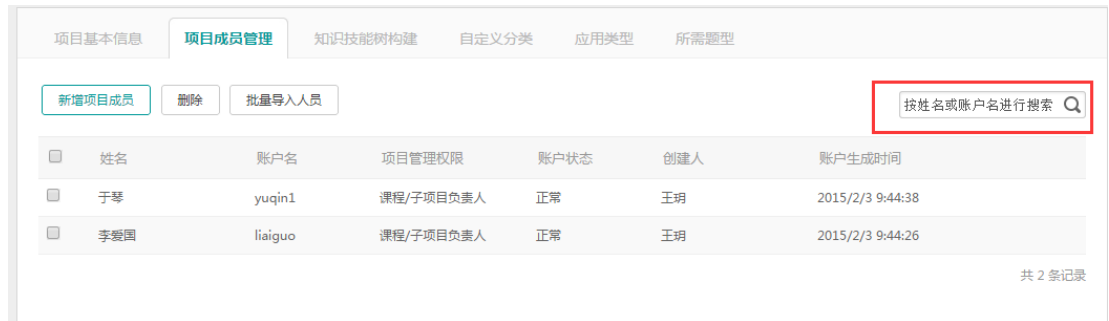 项目基本信息 项目成员管理 知识技能树构建 自定义分类 应用类型 所需题型
新增项目成员 删除 批量导入人员 按姓名或账户名进行搜索
姓名 账户名 项目管理权限 账户状态 创建人 账户生成时间
于琴 yuqin1 课程/子项目负责人 正常 王玥 2015/2/3 9:44:38
李爱国 liaiguo 课程/子项目负责人 正常 王玥 2015/2/3 9:44:26
共 2 条记录